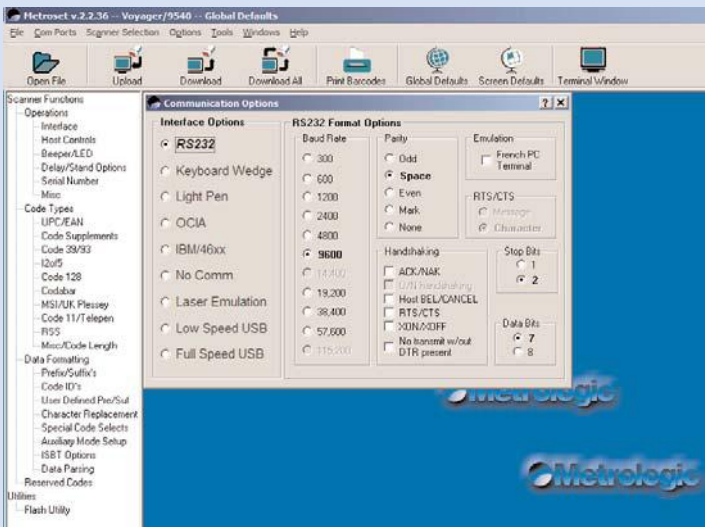 Metroset v.2.2.36 -- Voyager/9540 -- Global Defaults
File Com Ports Scanner Selection Options Tools Windows Help
Open File Upload Download Download All Print Barcodes Global Defaults Screen Defaults Terminal Window
Scanner Functions
Operations
Interface
Host Controls
Beeper/LED
Delay/Stand Options
Serial Number
Misc
Code Types
UPC/EAN
Code Supplements
Code 39/93
I2of5
Code 128
Codabar
MSI/UK Plessey
Code 11/Telepen
RSS
Misc/Code Length
Data Formatting
Prefix/Suffix's
Code ID's
User Defined Pre/Suf
Character Replacement
Special Code Selects
Auxiliary Mode Setup
ISBT Options
Data Parsing
Reserved Codes
Utilities
Flash Utility
Communication Options
Interface Options
RS232
Keyboard Wedge
Light Pen
OCIA
IBM/46xx
No Comm
Laser Emulation
Low Speed USB
Full Speed USB
RS232 Format Options
Baud Rate
300
600
1200
2400
4800
9600
14,400
19,200
38,400
57,600
115,200
Parity
Odd
Space
Even
Mark
None
Handshaking
ACK/NAK
U/N handshaking
Host BEL/CANCEL
RTS/CTS
XON/XOFF
No transmit w/out
DTR present
Emulation
French PC
Terminal
RTS/CTS
Message
Character
Stop Bits
1
2
Data Bits
7
8
Metrologic
Metrologic